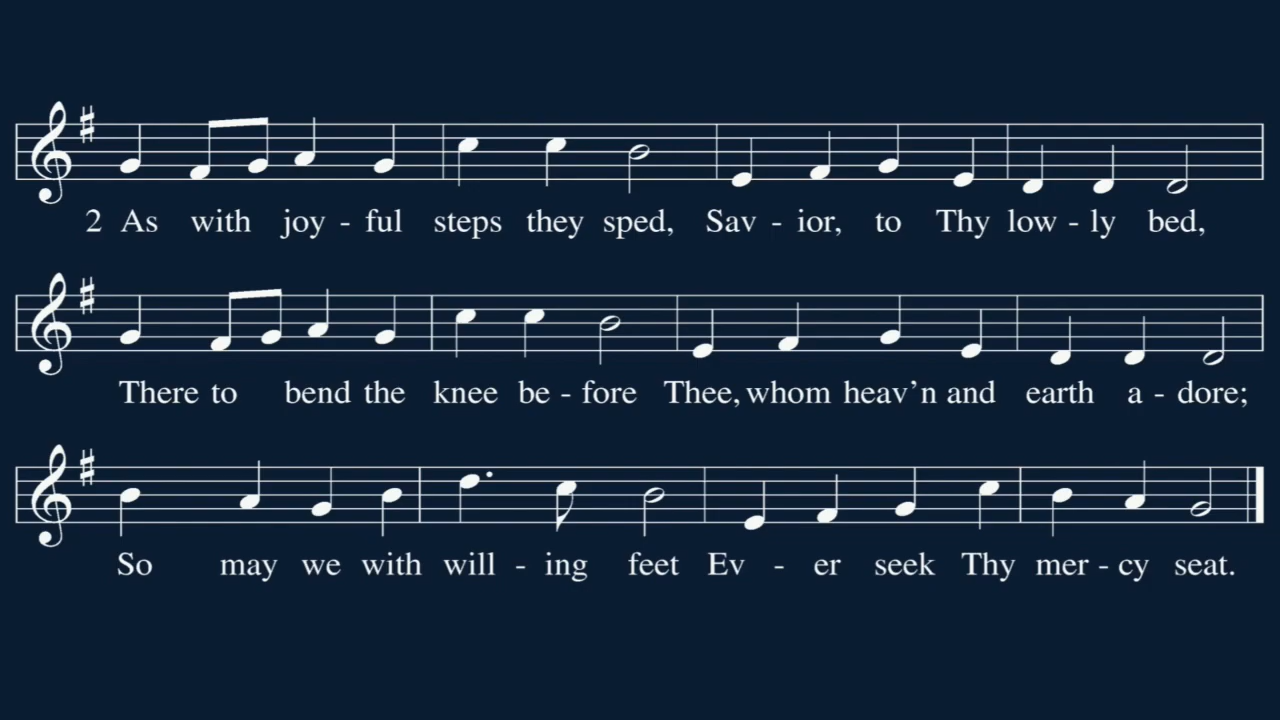 2 As with joy - ful steps they sped, Sav - ior, to Thy low - ly bed,
There to bend the knee be - fore Thee, whom heav’n and earth a - dore;
So may we with will - ing feet Ev - er seek Thy mer - cy seat.